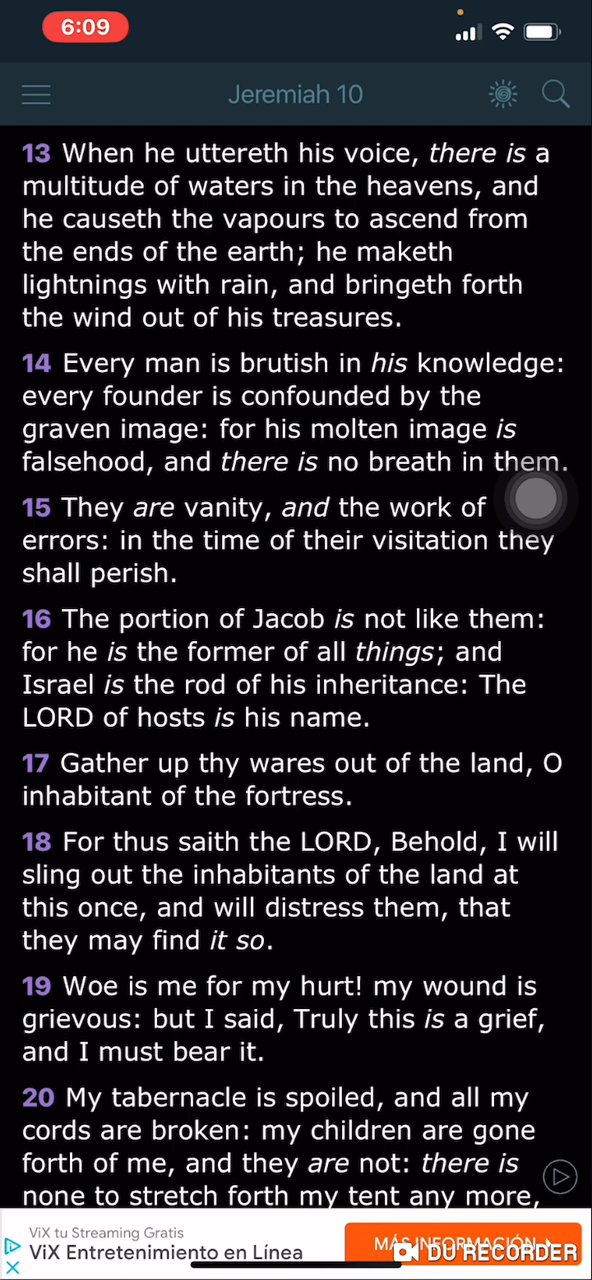 6:09
Jeremiah 10
13 When he uttereth his voice, there is a
multitude of waters in the heavens, and
he causeth the vapours to ascend from
the ends of the earth; he maketh
lightnings with rain, and bringeth forth
the wind out of his treasures.
14 Every man is brutish in his knowledge:
every founder is confounded by the
graven image: for his molten image is
falsehood, and there is no breath in them.
15 They are vanity, and the work of
errors: in the time of their visitation they
shall perish.
16 The portion of Jacob is not like them:
for he is the former of all things; and
Israel is the rod of his inheritance: The
LORD of hosts is his name.
17 Gather up thy wares out of the land, O
inhabitant of the fortress.
18 For thus saith the LORD, Behold, I will
sling out the inhabitants of the land at
this once, and will distress them, that
they may find it so.
19 Woe is me for my hurt! my wound is
grievous: but I said, Truly this is a grief,
and I must bear it.
20 My tabernacle is spoiled, and all my
cords are broken: my children are gone
forth of me, and they are not: there is
none to stretch forth my tent any more,
ViX tu Streaming Gratis
ViX Entretenimiento en Línea
MÁS INFORMACIÓN
DU RECORDER